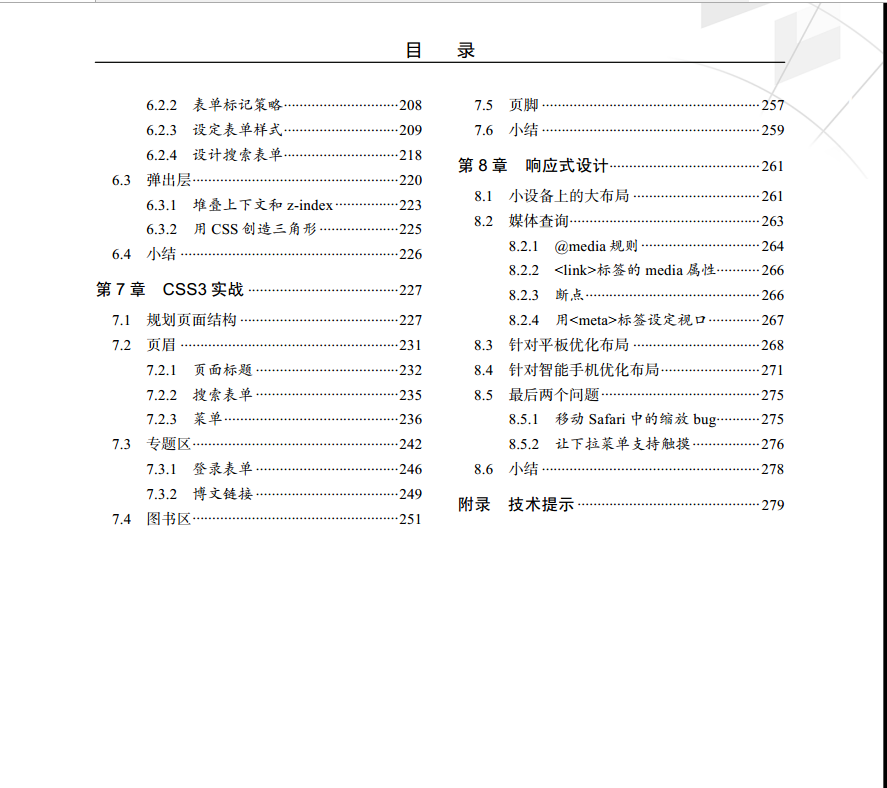 目 录
6.2.2 表单标记策略····························208
6.2.3 设定表单样式····························209
6.2.4 设计搜索表单····························218
6.3 弹出层··················································220
6.3.1 堆叠上下文和 z-index················223
6.3.2 用 CSS 创造三角形···················225
6.4 小结·····················································226
第 7 章 CSS3 实战·····································227
7.1 规划页面结构·······································227
7.2 页眉·····················································231
7.2.1 页面标题···································232
7.2.2 搜索表单···································235
7.2.3 菜单··········································236
7.3 专题区··················································242
7.3.1 登录表单···································246
7.3.2 博文链接···································249
7.4 图书区··················································251
7.5 页脚·····················································257
7.6 小结·····················································259
第 8 章 响应式设计·····································261
8.1 小设备上的大布局·······························261
8.2 媒体查询···············································263
8.2.1 @media 规则·····························264
8.2.2 <link>标签的 media 属性···········266
8.2.3 断点··········································266
8.2.4 用<meta>标签设定视口·············267
8.3 针对平板优化布局·······························268
8.4 针对智能手机优化布局·························271
8.5 最后两个问题·······································275
8.5.1 移动 Safari 中的缩放 bug···········275
8.5.2 让下拉菜单支持触摸·················276
8.6 小结·····················································278
附录 技术提示·············································279